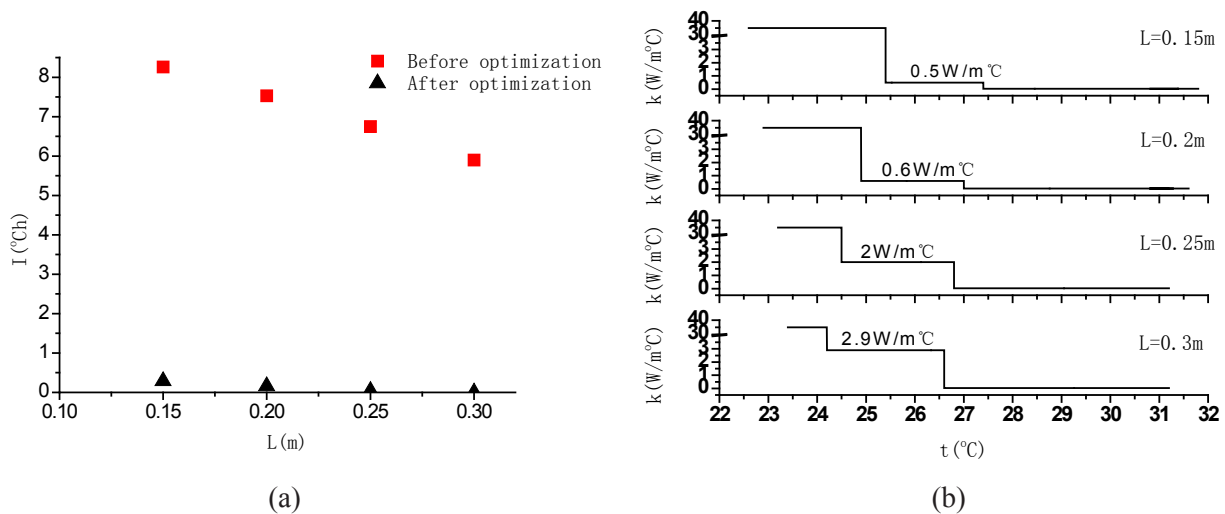 8
7
6
5
4
3
2
1
0
I(°Ch)
Before optimization
After optimization
0.10 0.15 0.20 0.25 0.30
L(m)
(a)
k(W/m°C)
40
30
3
2
1
0
0.5W/m℃
L=0.15m
k(W/m°C)
40
30
3
2
1
0
0.6W/m℃
L=0.2m
k(W/m°C)
40
30
3
2
1
0
2W/m℃
L=0.25m
k(W/m°C)
40
30
3
2
1
0
2.9W/m℃
L=0.3m
22 23 24 25 26 27 28 29 30 31 32
t(°C)
(b)